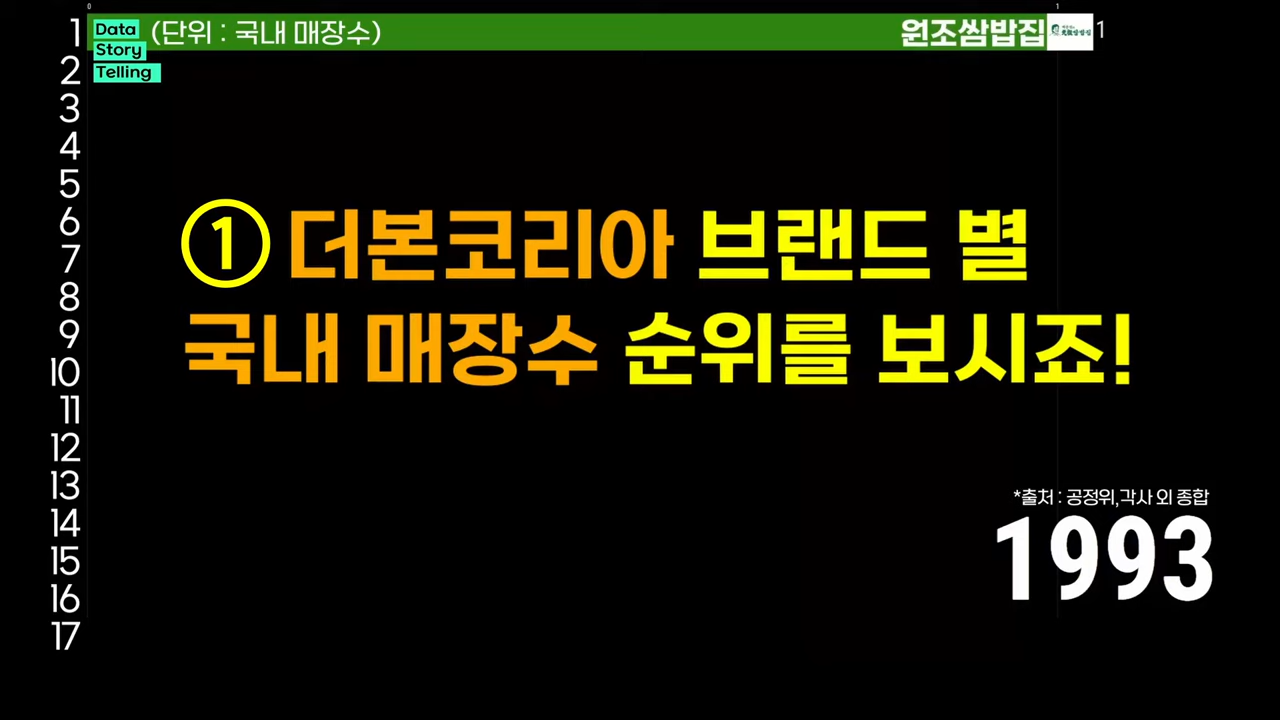 0
1
1
Data
Story
Telling
(단위 : 국내 매장수)
원조쌈밥집
1
2
3
4
5
6
7
8
9
10
11
12
13
14
15
16
17
① 더본코리아 브랜드 별
국내 매장수 순위를 보시죠!
*출처 : 공정위,각사 외 종합
1993